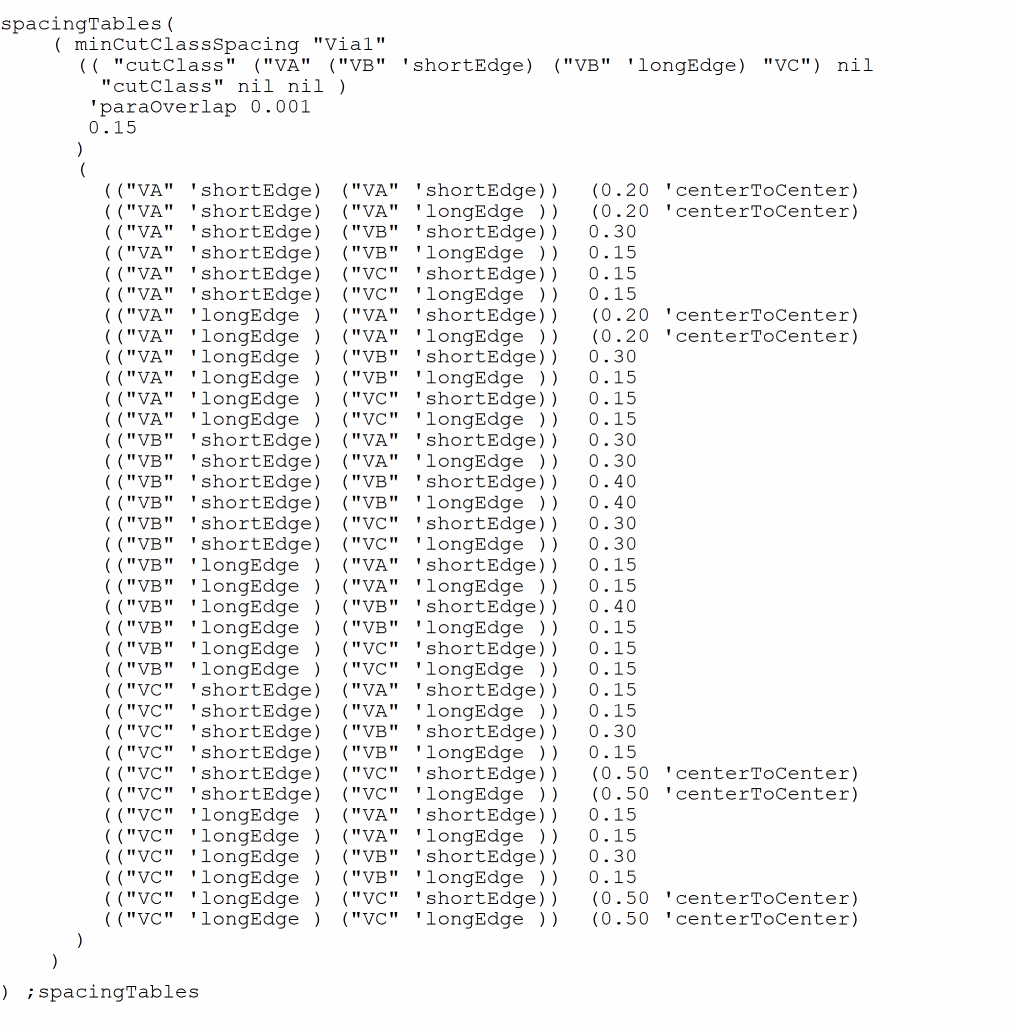 spacingTables(
( minCutClassSpacing "Via1"
(( "cutClass" ("VA" ("VB" 'shortEdge) ("VB" 'longEdge) "VC") nil
"cutClass" nil nil )
'paraOverlap 0.001
0.15
)
(
(("VA" 'shortEdge) ("VA" 'shortEdge)) (0.20 'centerToCenter)
(("VA" 'shortEdge) ("VA" 'longEdge )) (0.20 'centerToCenter)
(("VA" 'shortEdge) ("VB" 'shortEdge)) 0.30
(("VA" 'shortEdge) ("VB" 'longEdge )) 0.15
(("VA" 'shortEdge) ("VC" 'shortEdge)) 0.15
(("VA" 'shortEdge) ("VC" 'longEdge )) 0.15
(("VA" 'longEdge ) ("VA" 'shortEdge)) (0.20 'centerToCenter)
(("VA" 'longEdge ) ("VA" 'longEdge )) (0.20 'centerToCenter)
(("VA" 'longEdge ) ("VB" 'shortEdge)) 0.30
(("VA" 'longEdge ) ("VB" 'longEdge )) 0.15
(("VA" 'longEdge ) ("VC" 'shortEdge)) 0.15
(("VA" 'longEdge ) ("VC" 'longEdge )) 0.15
(("VB" 'shortEdge) ("VA" 'shortEdge)) 0.30
(("VB" 'shortEdge) ("VA" 'longEdge )) 0.30
(("VB" 'shortEdge) ("VB" 'shortEdge)) 0.40
(("VB" 'shortEdge) ("VB" 'longEdge )) 0.40
(("VB" 'shortEdge) ("VC" 'shortEdge)) 0.30
(("VB" 'shortEdge) ("VC" 'longEdge )) 0.30
(("VB" 'longEdge ) ("VA" 'shortEdge)) 0.15
(("VB" 'longEdge ) ("VA" 'longEdge )) 0.15
(("VB" 'longEdge ) ("VB" 'shortEdge)) 0.40
(("VB" 'longEdge ) ("VB" 'longEdge )) 0.15
(("VB" 'longEdge ) ("VC" 'shortEdge)) 0.15
(("VB" 'longEdge ) ("VC" 'longEdge )) 0.15
(("VC" 'shortEdge) ("VA" 'shortEdge)) 0.15
(("VC" 'shortEdge) ("VA" 'longEdge )) 0.15
(("VC" 'shortEdge) ("VB" 'shortEdge)) 0.30
(("VC" 'shortEdge) ("VB" 'longEdge )) 0.15
(("VC" 'shortEdge) ("VC" 'shortEdge)) (0.50 'centerToCenter)
(("VC" 'shortEdge) ("VC" 'longEdge )) (0.50 'centerToCenter)
(("VC" 'longEdge ) ("VA" 'shortEdge)) 0.15
(("VC" 'longEdge ) ("VA" 'longEdge )) 0.15
(("VC" 'longEdge ) ("VB" 'shortEdge)) 0.30
(("VC" 'longEdge ) ("VB" 'longEdge )) 0.15
(("VC" 'longEdge ) ("VC" 'shortEdge)) (0.50 'centerToCenter)
(("VC" 'longEdge ) ("VC" 'longEdge )) (0.50 'centerToCenter)
)
)
) ;spacingTables